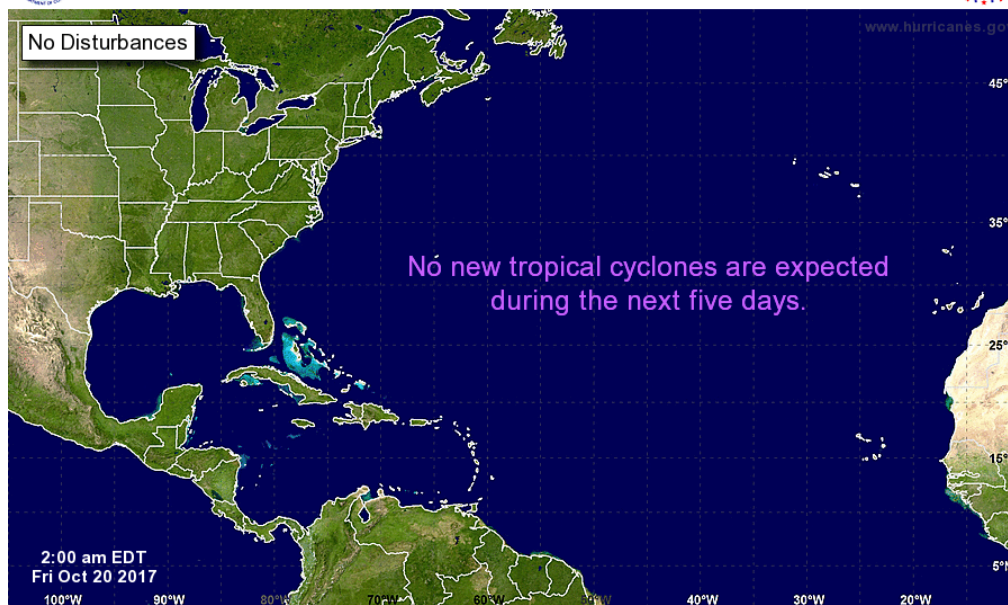 www.hurricanes.go
No Disturbances
45°
35°
No new tropical cyclones are expected
during the next five days.
25°
15°
2:00 am EDT
Fri Oct 20 2017
5°N
100°W 90°W 80°W 70°W 60°W 50°W 40°W 30°W 20°W